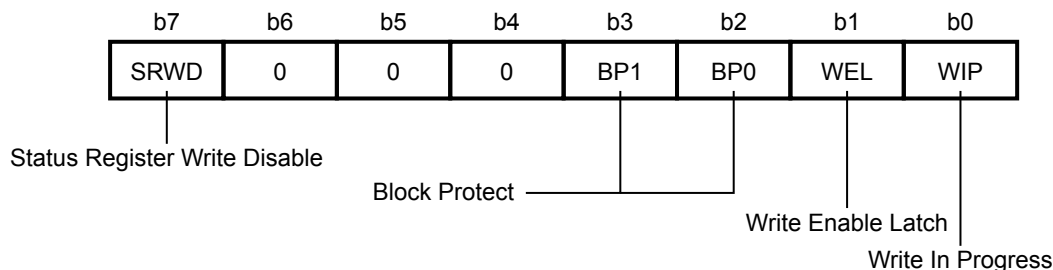 b7 b6 b5 b4 b3 b2 b1 b0
SRWD 0 0 0 BP1 BP0 WEL WIP
Status Register Write Disable
Block Protect
Write Enable Latch
Write In Progress